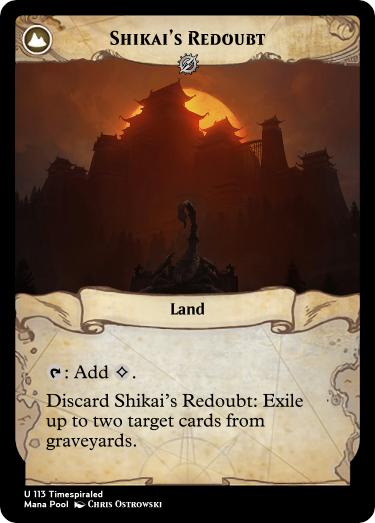 Shikai's Redoubt
Land
: Add .
Discard Shikai's Redoubt: Exile
up to two target cards from
graveyards.
U 113 Timespiraled
Mana Pool Chris Ostrowski